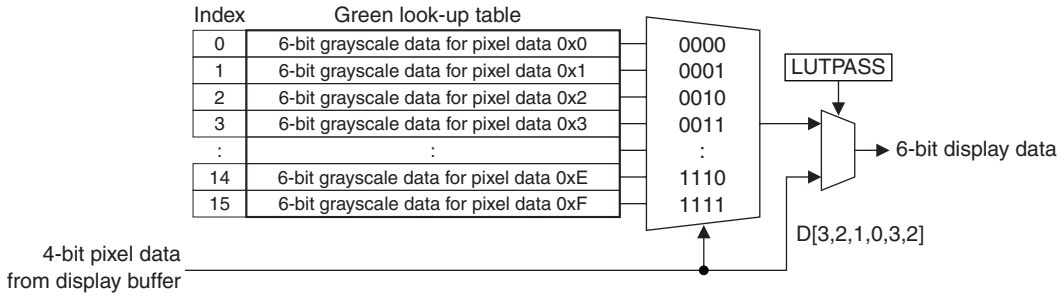 Index Green look-up table
0 6-bit grayscale data for pixel data 0x0 0000
1 6-bit grayscale data for pixel data 0x1 0001
2 6-bit grayscale data for pixel data 0x2 0010
3 6-bit grayscale data for pixel data 0x3 0011
: : :
14 6-bit grayscale data for pixel data 0xE 1110
15 6-bit grayscale data for pixel data 0xF 1111
LUTPASS
6-bit display data
D[3,2,1,0,3,2]
4-bit pixel data
from display buffer